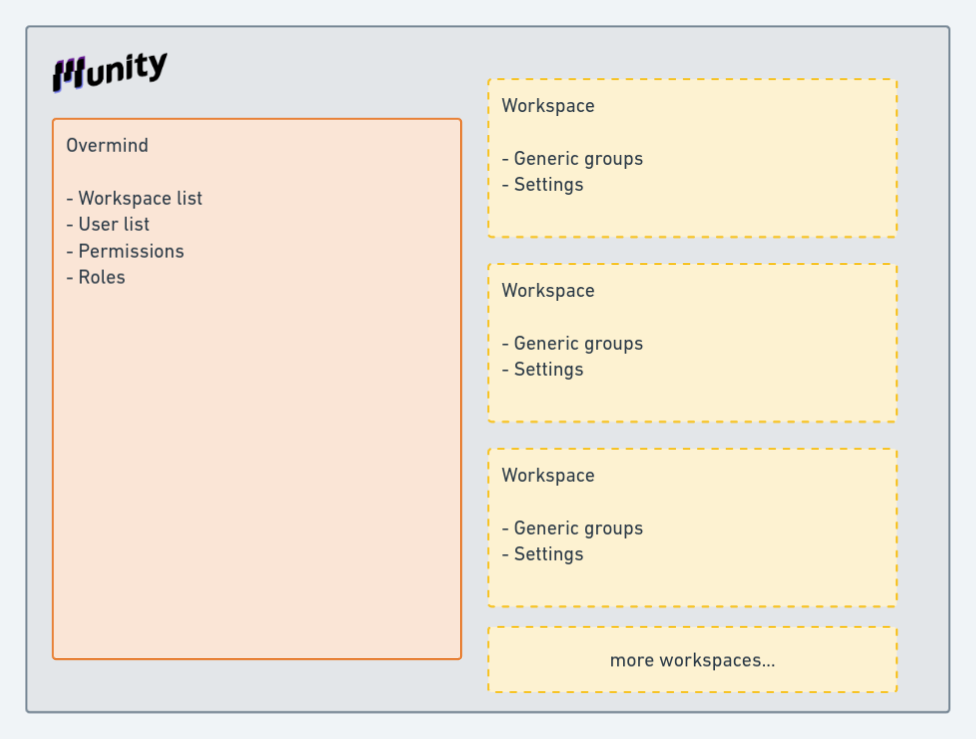 Munity
Overmind
- Workspace list
- User list
- Permissions
- Roles
Workspace
- Generic groups
- Settings
Workspace
- Generic groups
- Settings
Workspace
- Generic groups
- Settings
more workspaces...